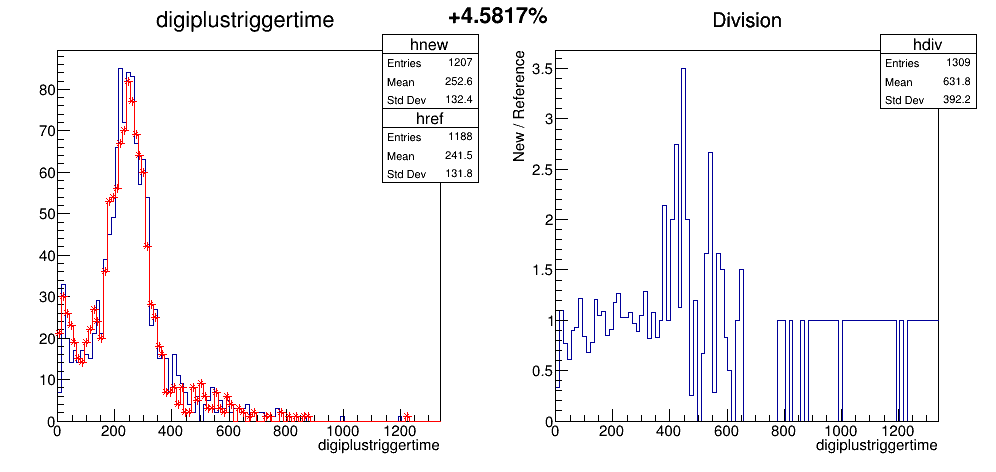 digiplustriggertime
+4.5817%
Division
hnew
Entries 1207
Mean 252.6
Std Dev 132.4
href
Entries 1188
Mean 241.5
Std Dev 131.8
80
70
60
50
40
30
20
10
0
0 200 400 600 800 1000 1200
digiplustriggertime
hdiv
Entries 1309
Mean 631.8
Std Dev 392.2
New / Reference
3.5
3
2.5
2
1.5
1
0.5
0
0 200 400 600 800 1000 1200
digiplustriggertime